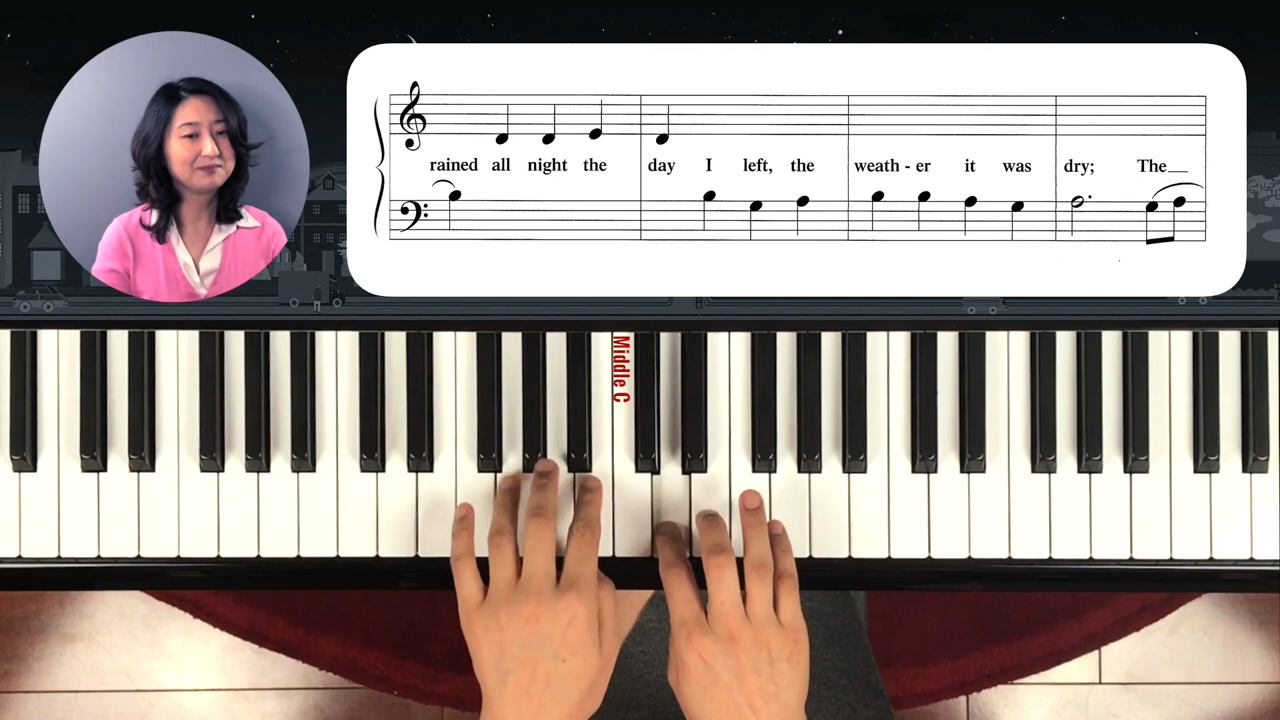 rained all night the day I left, the weath - er it was dry; The
Middle C